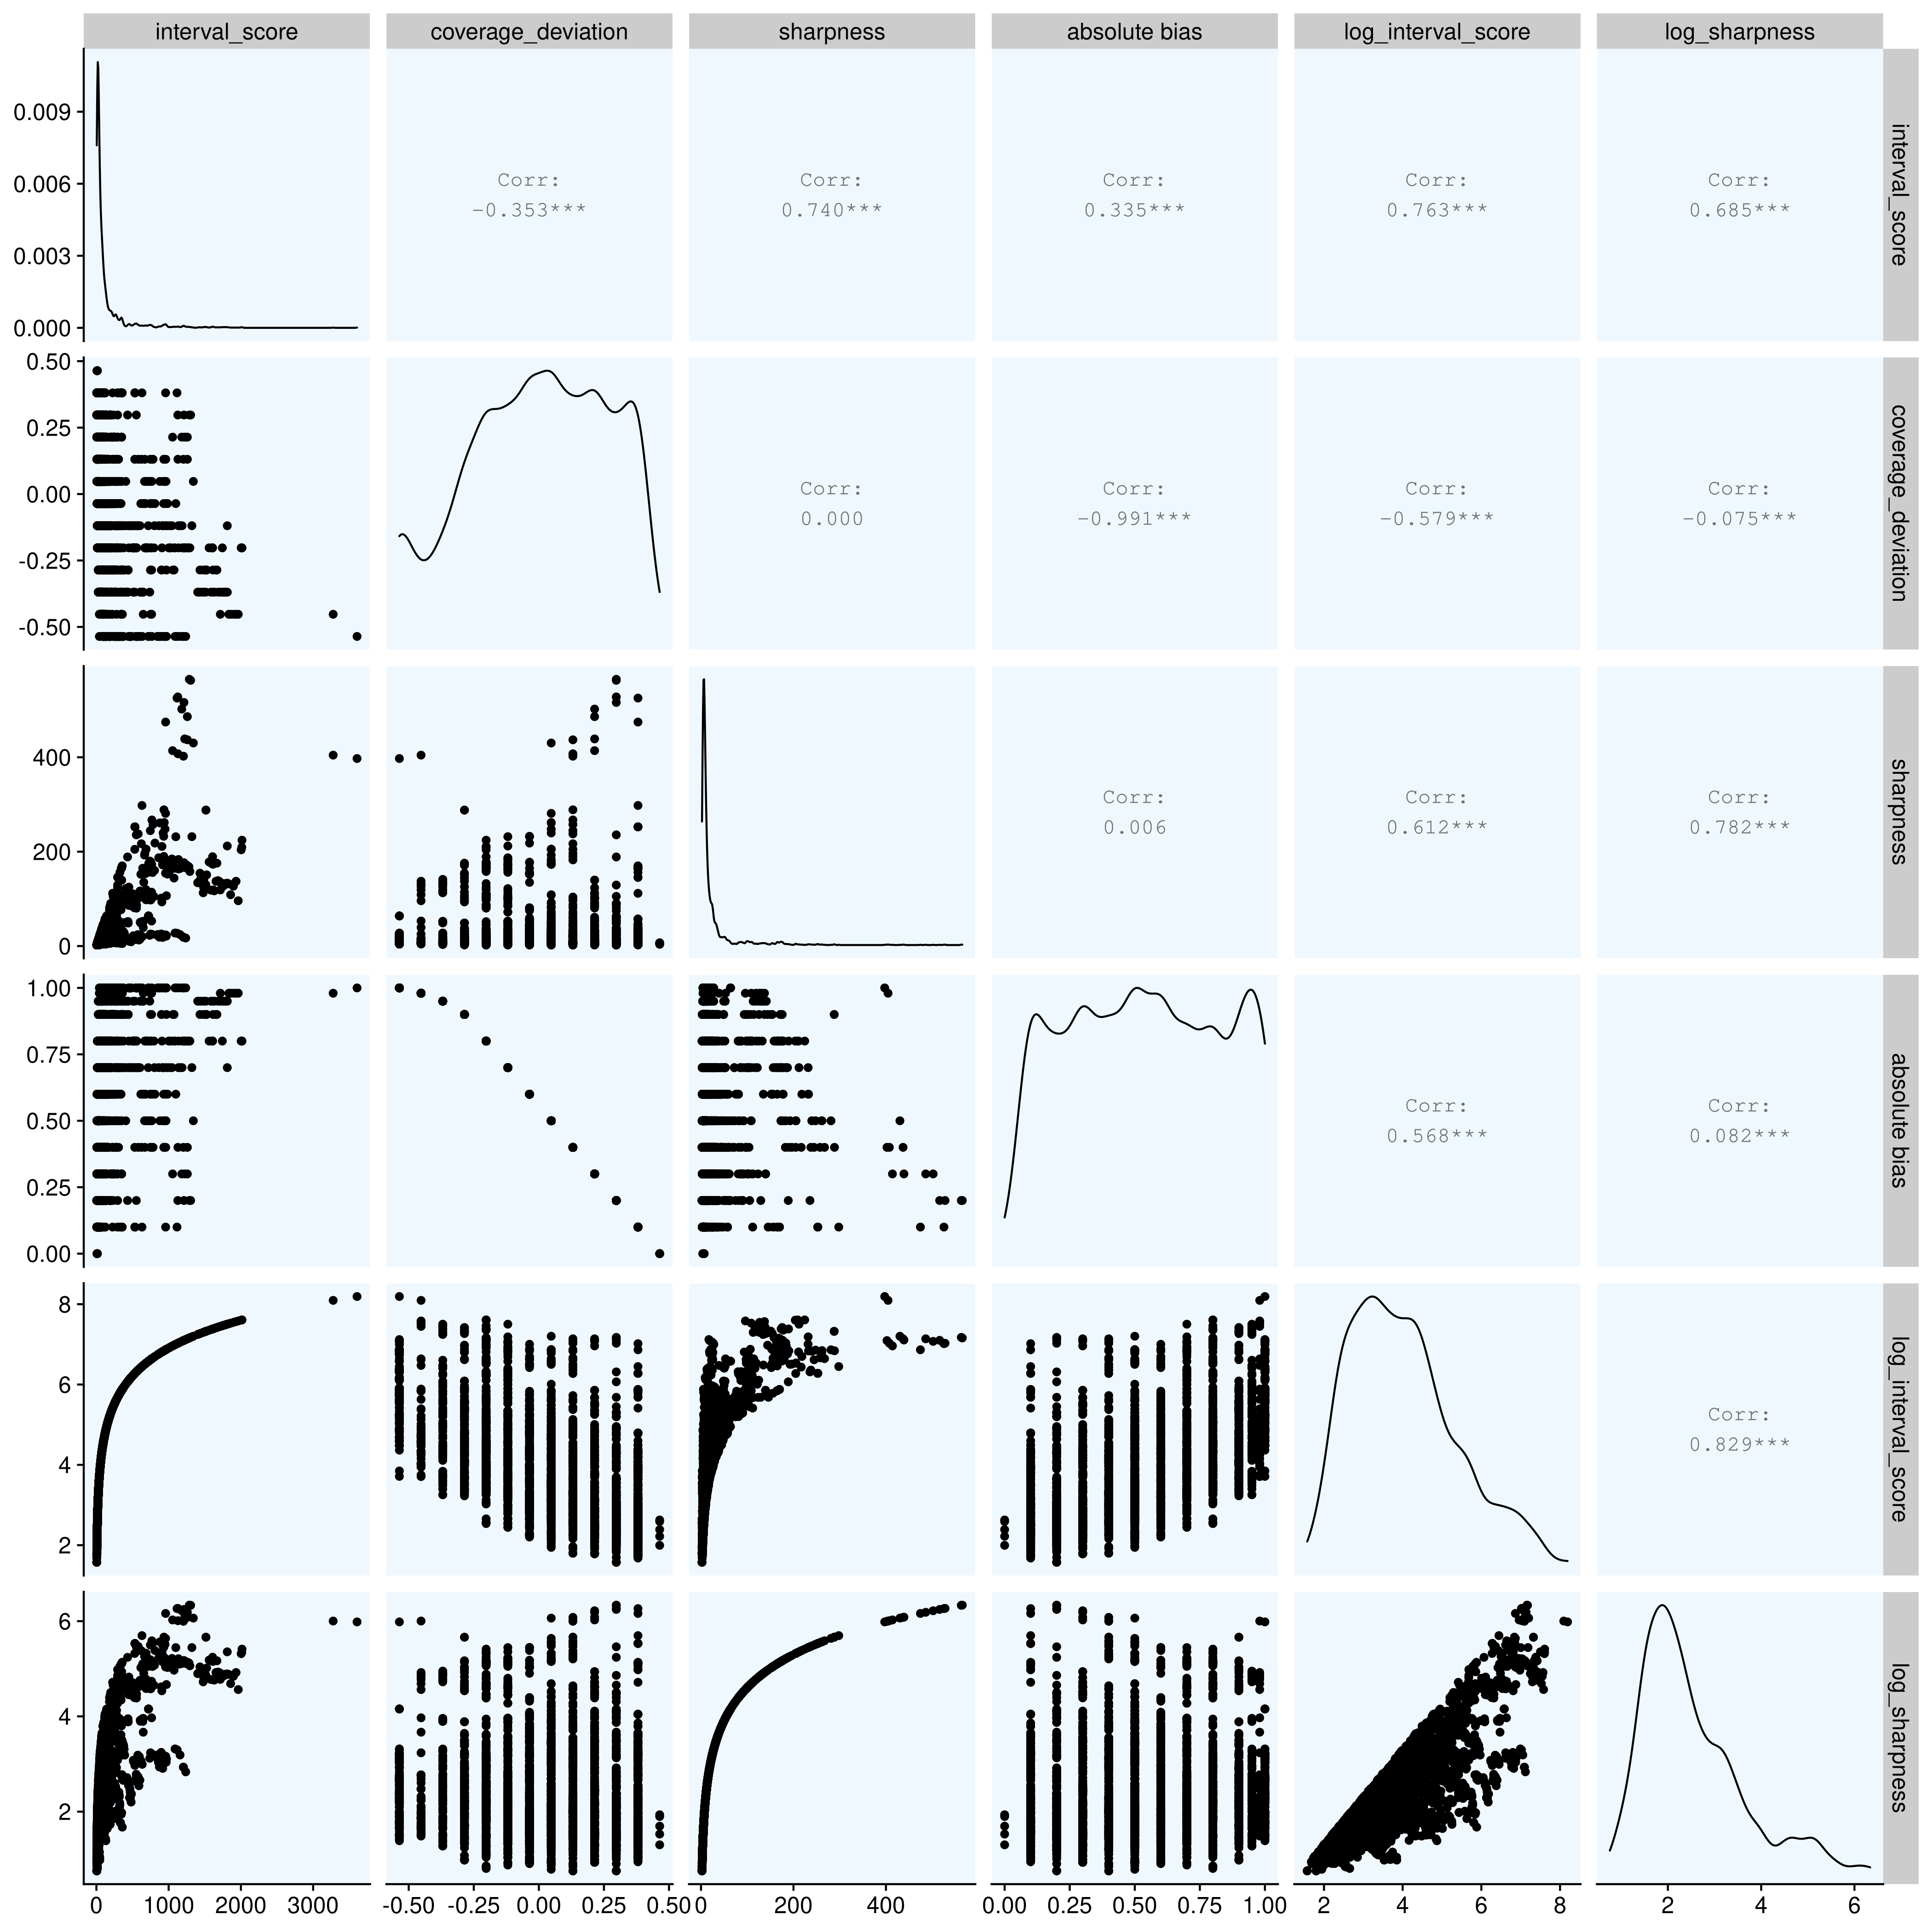 interval_score coverage_deviation sharpness absolute bias log_interval_score log_sharpness
0.009
0.006
0.003
0.000
Corr: Corr: Corr: Corr: Corr:
-0.353*** 0.740*** 0.335*** 0.763*** 0.685***
interval_score
0.50
0.25
0.00
-0.25
-0.50
Corr: Corr: Corr: Corr:
0.000 -0.991*** -0.579*** -0.075***
coverage_deviation
400
200
0
Corr: Corr: Corr:
0.006 0.612*** 0.782***
sharpness
1.00
0.75
0.50
0.25
0.00
Corr: Corr:
0.568*** 0.082***
absolute bias
8
6
4
2
Corr:
0.829***
log_interval_score
6
4
2
log_sharpness
0 1000 2000 3000 -0.50 -0.25 0.00 0.25 0.50 0 200 400 0.00 0.25 0.50 0.75 1.00 2 4 6 8 2 4 6